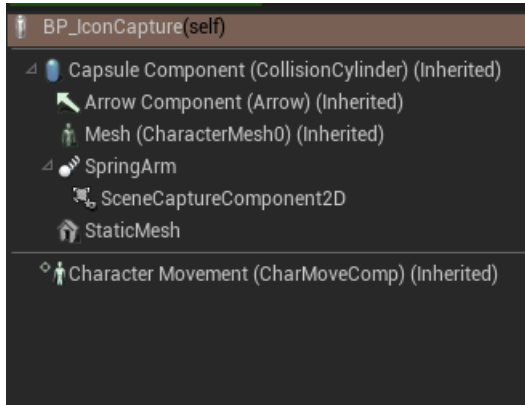 BP_IconCapture(self)
Capsule Component (CollisionCylinder) (Inherited)
Arrow Component (Arrow) (Inherited)
Mesh (CharacterMesh0) (Inherited)
SpringArm
SceneCaptureComponent2D
StaticMesh
Character Movement (CharMoveComp) (Inherited)